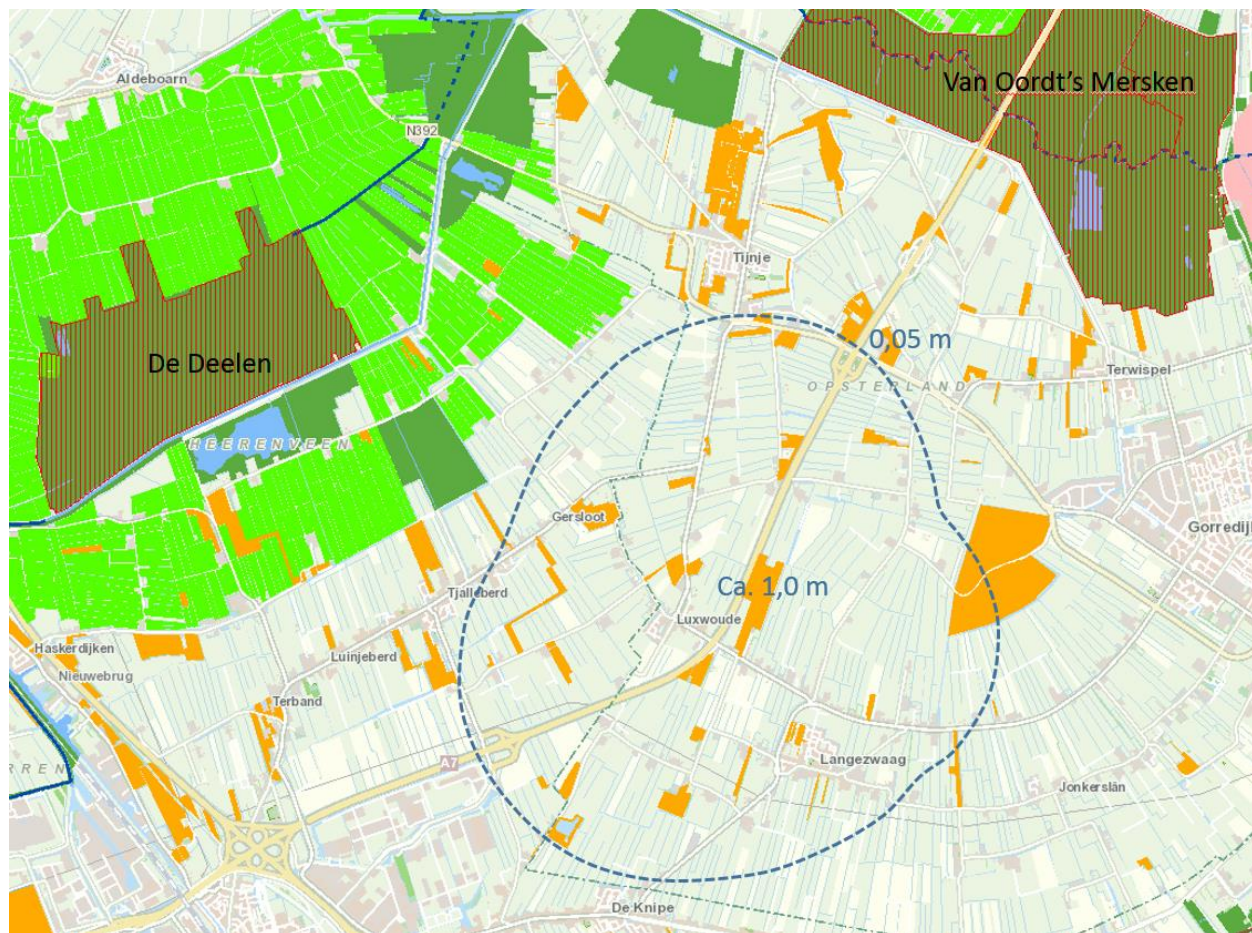 Aldeboarn
Van Oordt's Mersken
N392
Tijnje
De Deelen
0,05 m
OPSTERLAND
Terwispel
HEERENVEEN
Gersloot
Gorredijk
Tjalleberd
Ca. 1,0 m
Luxwoude
Haskerdijken
Nieuwebrug
Luinjeberd
Terband
RREN
A7
Langezwaag
Jonkerslân
De Knipe